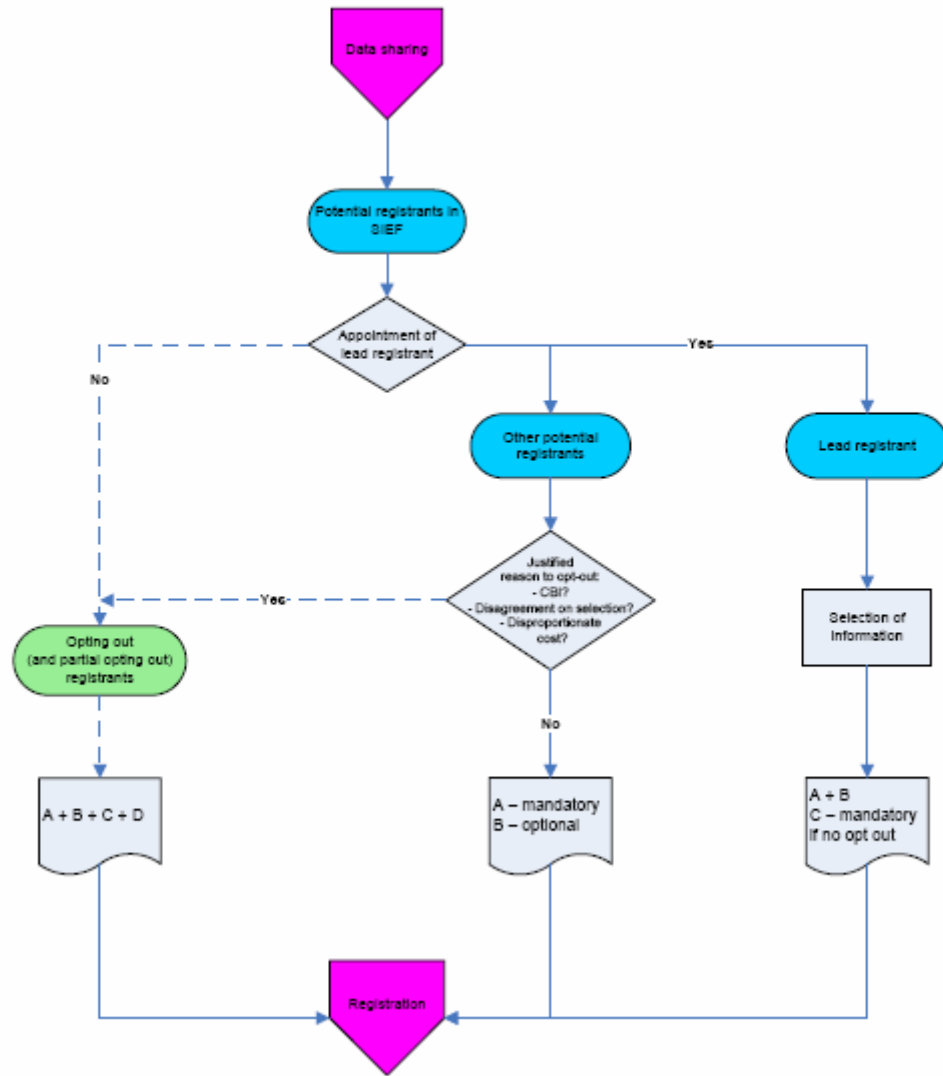 Data sharing
Potential registrants in
SIEF
Appointment of
lead registrant
Yes
No
Other potential
registrants
Lead registrant
Justified
reason to opt-out:
- CBI?
- Disagreement on selection?
- Disproportionate
cost?
Yes
Selection of
information
Opting out
(and partial opting out)
registrants
No
A + B + C + D
A – mandatory
B – optional
A + B
C – mandatory
if no opt out
Registration